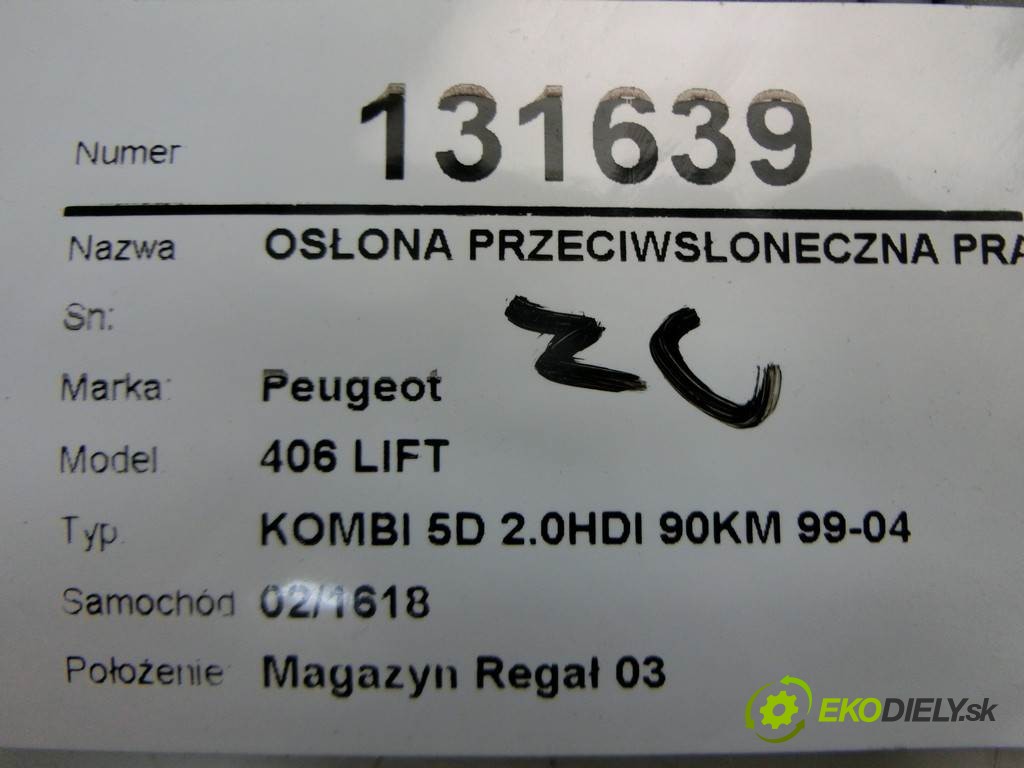 Numer 131639
Nazwa OSŁONA PRZECIWSŁONECZNA PRA
Sn:
ZC
Marka: Peugeot
Model 406 LIFT
Typ. KOMBI 5D 2.0HDI 90KM 99-04
Samochód 02/1618
Położenie Magazyn Regał 03
EKODIELY.sk